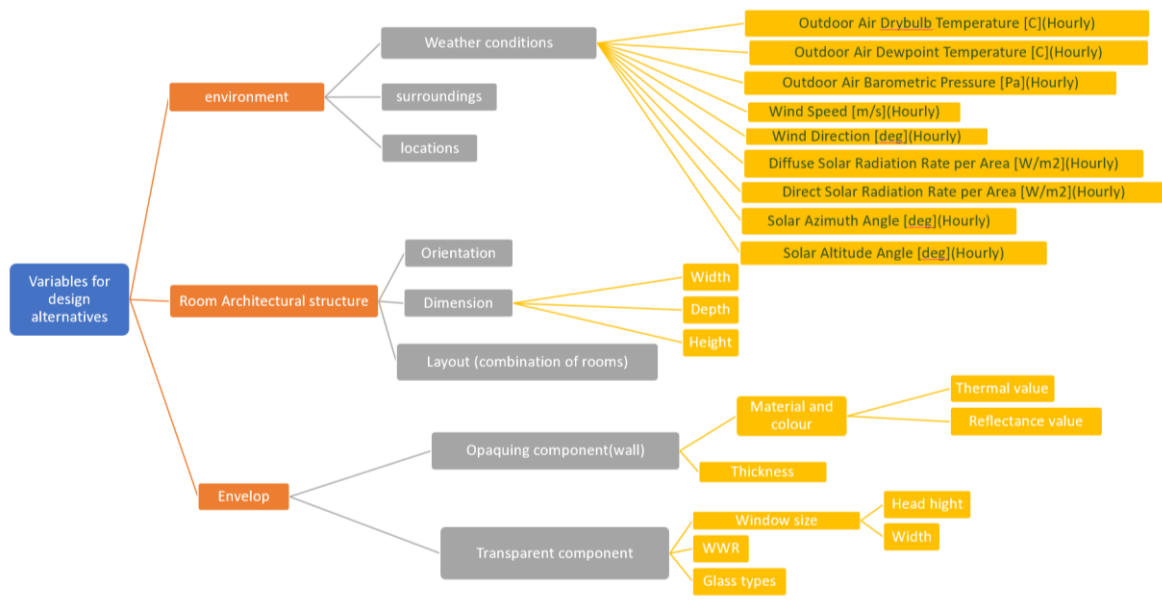 Variables for
design
alternatives
environment
Weather conditions
Outdoor Air Drybulb Temperature [C](Hourly)
Outdoor Air Dewpoint Temperature [C](Hourly)
Outdoor Air Barometric Pressure [Pa](Hourly)
Wind Speed [m/s](Hourly)
Wind Direction [deg](Hourly)
Diffuse Solar Radiation Rate per Area [W/m2](Hourly)
Direct Solar Radiation Rate per Area [W/m2](Hourly)
Solar Azimuth Angle [deg](Hourly)
Solar Altitude Angle [deg](Hourly)
surroundings
locations
Room Architectural structure
Orientation
Dimension
Width
Depth
Height
Layout (combination of rooms)
Envelop
Opaquing component(wall)
Material and
colour
Thermal value
Reflectance value
Thickness
Transparent component
Window size
Head hight
Width
WWR
Glass types